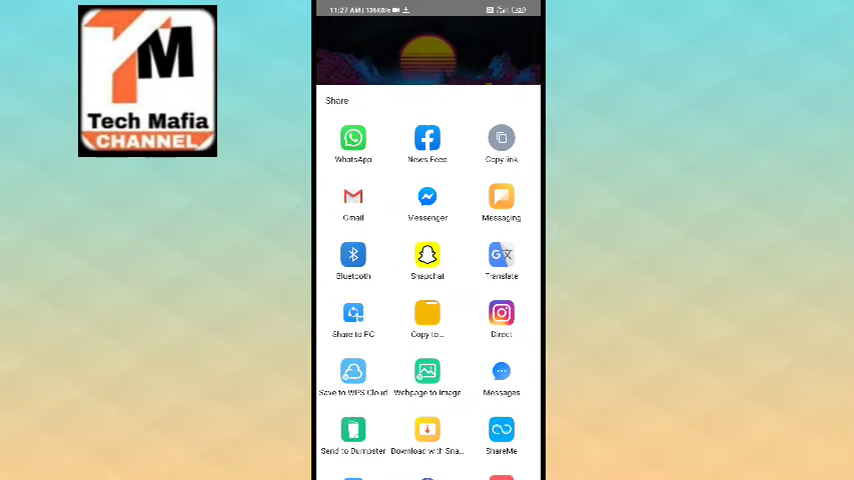 11:27 AM | 135KB/s
TM
Tech Mafia
CHANNEL
Share
WhatsApp
News Feed
Copy link
Gmail
Messenger
Messaging
Bluetooth
Snapchat
Translate
Share to PC
Copy to...
Direct
Save to WPS Cloud
Webpage to Image
Messages
Send to Dumpster
Download with Sna...
ShareMe